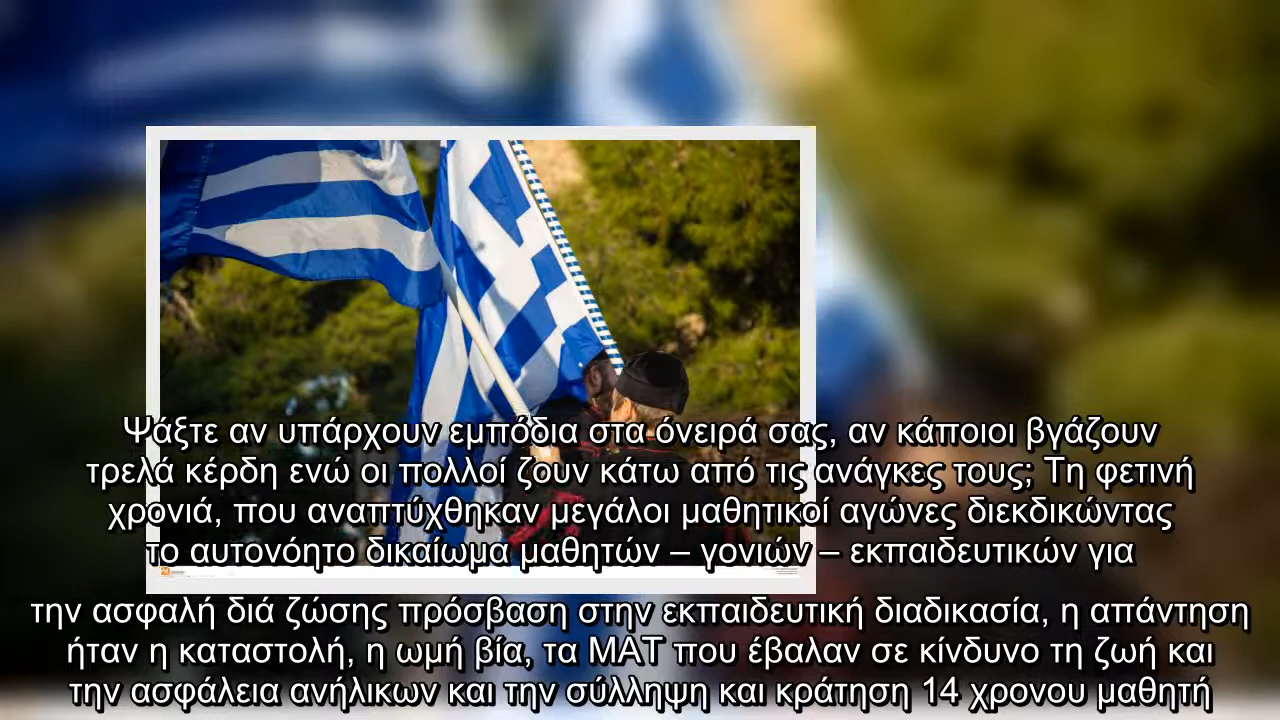 Ψάξτε αν υπάρχουν εμπόδια στα όνειρά σας, αν κάποιοι βγάζουν
τρελά κέρδη ενώ οι πολλοί ζουν κάτω από τις ανάγκες τους; Τη φετινή
χρονιά, που αναπτύχθηκαν μεγάλοι μαθητικοί αγώνες διεκδικώντας
το αυτονόητο δικαίωμα μαθητών – γονιών – εκπαιδευτικών για
την ασφαλή διά ζώσης πρόσβαση στην εκπαιδευτική διαδικασία, η απάντηση
ήταν η καταστολή, η ωμή βία, τα ΜΑΤ που έβαλαν σε κίνδυνο τη ζωή και
την ασφάλεια ανήλικων και την σύλληψη και κράτηση 14 χρονου μαθητή